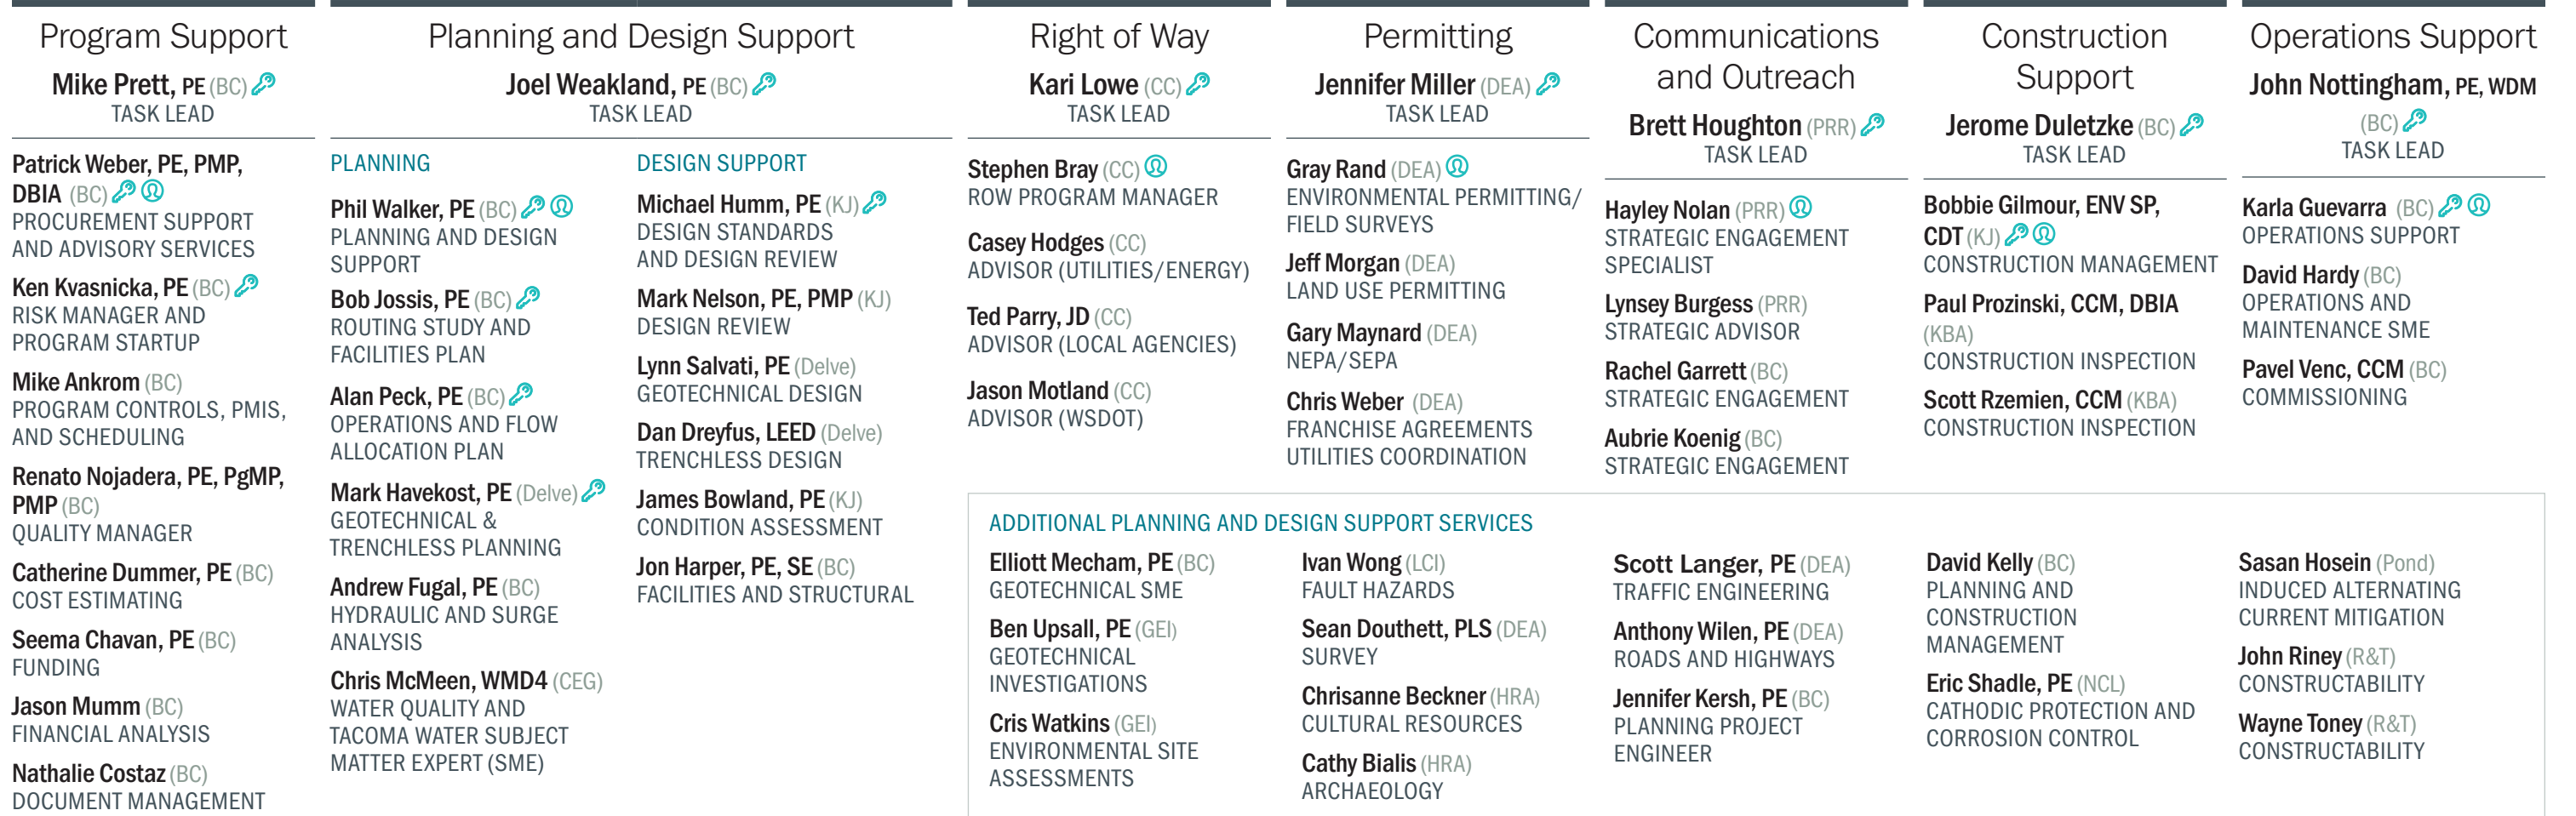 Program Support
Mike Prett, PE (BC)
TASK LEAD
Patrick Weber, PE, PMP,
DBIA (BC)
PROCUREMENT SUPPORT
AND ADVISORY SERVICES
Ken Kvasnicka, PE (BC)
RISK MANAGER AND
PROGRAM STARTUP
Mike Ankrom (BC)
PROGRAM CONTROLS, PMIS,
AND SCHEDULING
Renato Nojadera, PE, PgMP,
PMP (BC)
QUALITY MANAGER
Catherine Dummer, PE (BC)
COST ESTIMATING
Seema Chavan, PE (BC)
FUNDING
Jason Mumm (BC)
FINANCIAL ANALYSIS
Nathalie Costaz (BC)
DOCUMENT MANAGEMENT
Planning and Design Support
Joel Weakland, PE (BC)
TASK LEAD
PLANNING
Phil Walker, PE (BC)
PLANNING AND DESIGN
SUPPORT
Bob Jossis, PE (BC)
ROUTING STUDY AND
FACILITIES PLAN
Alan Peck, PE (BC)
OPERATIONS AND FLOW
ALLOCATION PLAN
Mark Havekost, PE (Delve)
GEOTECHNICAL &
TRENCHLESS PLANNING
Andrew Fugal, PE (BC)
HYDRAULIC AND SURGE
ANALYSIS
Chris McMeen, WMD4 (CEG)
WATER QUALITY AND
TACOMA WATER SUBJECT
MATTER EXPERT (SME)
DESIGN SUPPORT
Michael Humm, PE (KJ)
DESIGN STANDARDS
AND DESIGN REVIEW
Mark Nelson, PE, PMP (KJ)
DESIGN REVIEW
Lynn Salvati, PE (Delve)
GEOTECHNICAL DESIGN
Dan Dreyfus, LEED (Delve)
TRENCHLESS DESIGN
James Bowland, PE (KJ)
CONDITION ASSESSMENT
Jon Harper, PE, SE (BC)
FACILITIES AND STRUCTURAL
Right of Way
Kari Lowe (CC)
TASK LEAD
Stephen Bray (CC)
ROW PROGRAM MANAGER
Casey Hodges (CC)
ADVISOR (UTILITIES/ENERGY)
Ted Parry, JD (CC)
ADVISOR (LOCAL AGENCIES)
Jason Motland (CC)
ADVISOR (WSDOT)
Permitting
Jennifer Miller (DEA)
TASK LEAD
Gray Rand (DEA)
ENVIRONMENTAL PERMITTING/
FIELD SURVEYS
Jeff Morgan (DEA)
LAND USE PERMITTING
Gary Maynard (DEA)
NEPA/SEPA
Chris Weber (DEA)
FRANCHISE AGREEMENTS
UTILITIES COORDINATION
Communications
and Outreach
Brett Houghton (PRR)
TASK LEAD
Hayley Nolan (PRR)
STRATEGIC ENGAGEMENT
SPECIALIST
Lynsey Burgess (PRR)
STRATEGIC ADVISOR
Rachel Garrett (BC)
STRATEGIC ENGAGEMENT
Aubrie Koenig (BC)
STRATEGIC ENGAGEMENT
Construction
Support
Jerome Duletzke (BC)
TASK LEAD
Bobbie Gilmour, ENV SP,
CDT (KJ)
CONSTRUCTION MANAGEMENT
Paul Prozinski, CCM, DBIA
(KBA)
CONSTRUCTION INSPECTION
Scott Rzemien, CCM (KBA)
CONSTRUCTION INSPECTION
Operations Support
John Nottingham, PE, WDM
(BC)
TASK LEAD
Karla Guevarra (BC)
OPERATIONS SUPPORT
David Hardy (BC)
OPERATIONS AND
MAINTENANCE SME
Pavel Venc, CCM (BC)
COMMISSIONING
ADDITIONAL PLANNING AND DESIGN SUPPORT SERVICES
Elliott Mecham, PE (BC)
GEOTECHNICAL SME
Ben Upsall, PE (GEI)
GEOTECHNICAL
INVESTIGATIONS
Cris Watkins (GEI)
ENVIRONMENTAL SITE
ASSESSMENTS
Ivan Wong (LCI)
FAULT HAZARDS
Sean Douthett, PLS (DEA)
SURVEY
Chrisanne Beckner (HRA)
CULTURAL RESOURCES
Cathy Bialis (HRA)
ARCHAEOLOGY
Scott Langer, PE (DEA)
TRAFFIC ENGINEERING
Anthony Wilen, PE (DEA)
ROADS AND HIGHWAYS
Jennifer Kersh, PE (BC)
PLANNING PROJECT
ENGINEER
David Kelly (BC)
PLANNING AND
CONSTRUCTION
MANAGEMENT
Eric Shadle, PE (NCL)
CATHODIC PROTECTION AND
CORROSION CONTROL
Sasan Hosein (Pond)
INDUCED ALTERNATING
CURRENT MITIGATION
John Riney (R&T)
CONSTRUCTABILITY
Wayne Toney (R&T)
CONSTRUCTABILITY